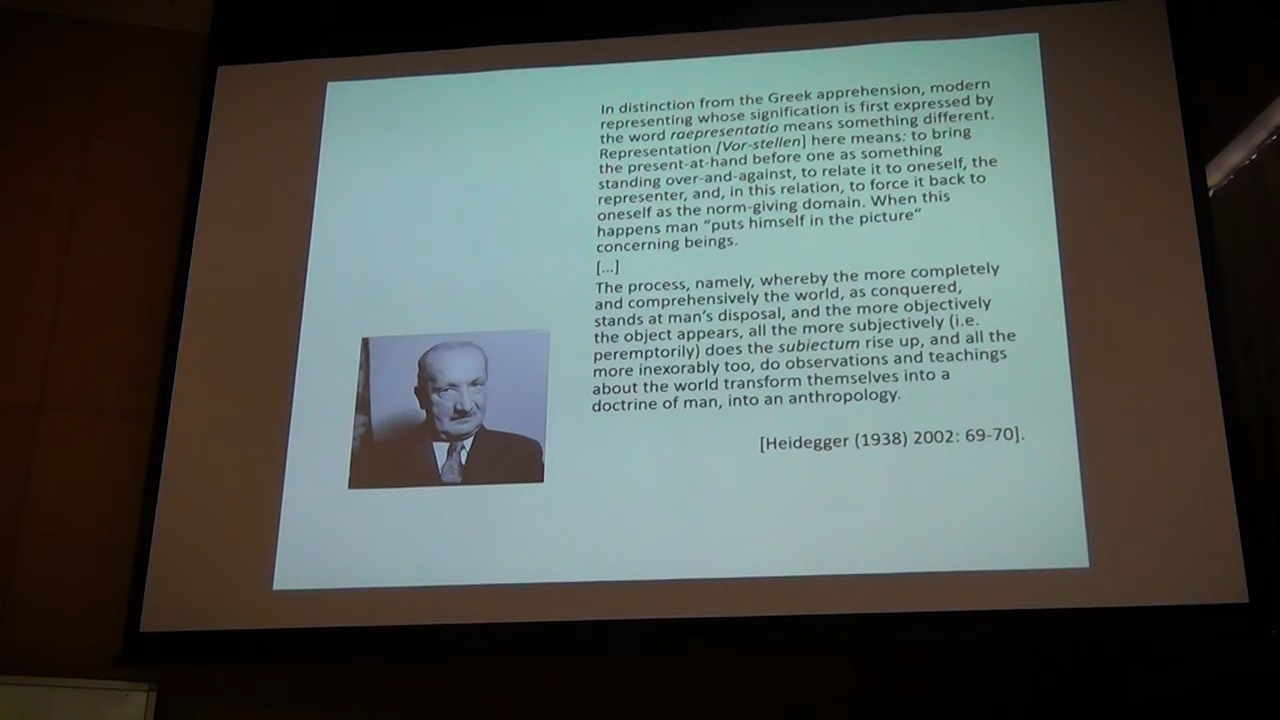 In distinction from the Greek apprehension, modern
representing whose signification is first expressed by
the word raepresentatio means something different.
Representation [Vor-stellen] here means: to bring
the present-at-hand before one as something
standing over-and-against, to relate it to oneself, the
representer, and, in this relation, to force it back to
oneself as the norm-giving domain. When this
happens man “puts himself in the picture”
concerning beings.
[...]
The process, namely, whereby the more completely
and comprehensively the world, as conquered,
stands at man’s disposal, and the more objectively
the object appears, all the more subjectively (i.e.
peremptorily) does the subiectum rise up, and all the
more inexorably too, do observations and teachings
about the world transform themselves into a
doctrine of man, into an anthropology.
[Heidegger (1938) 2002: 69-70].